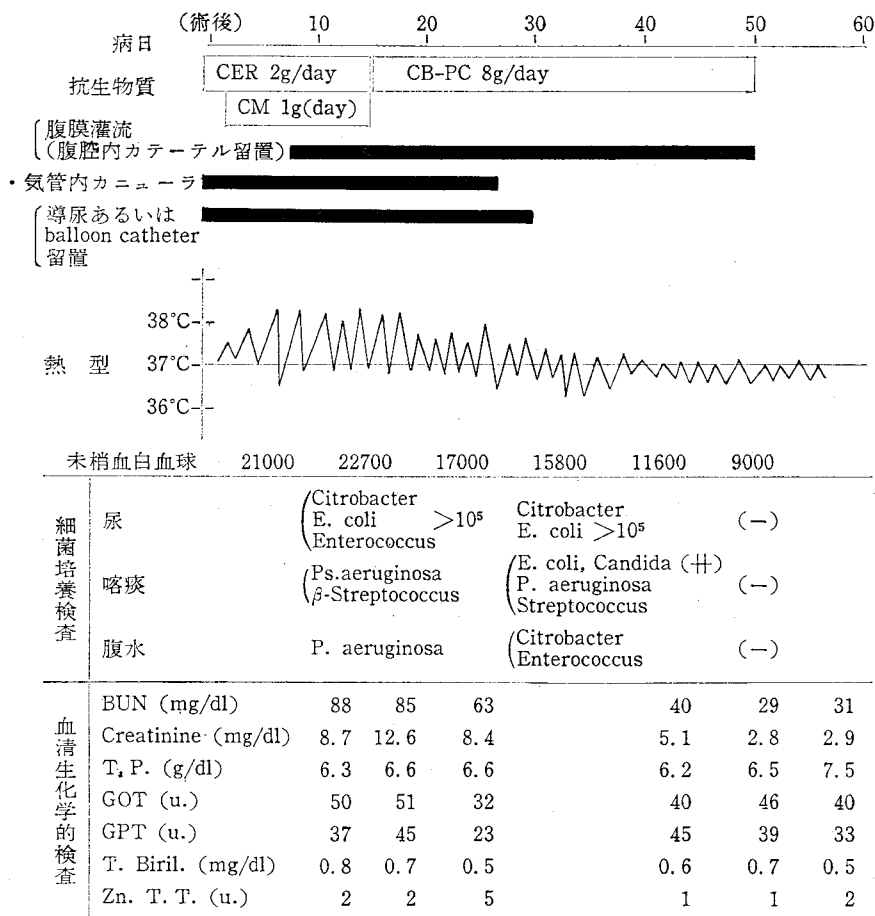 (術後) 10 20 30 40 50 60
病日
抗生物質 CER 2g/day CB-PC 8g/day
CM 1g(day)
腹膜灌流
(腹腔内カテーテル留置)
・気管内カニューラ
導尿あるいは
balloon catheter
留置
38°C
熱 型 37°C
36°C
未梢血白血球 21000 22700 17000 15800 11600 9000
細菌培養検査
尿
Citrobacter
E. coli >10⁵
Enterococcus
Citrobacter
E. coli >10⁵
(-)
喀痰
Ps.aeruginosa
β-Streptococcus
E. coli, Candida (卄)
P. aeruginosa
Streptococcus
(-)
腹水
P. aeruginosa
Citrobacter
Enterococcus
(-)
血清生化学的検査
BUN (mg/dl) 88 85 63 40 29 31
Creatinine (mg/dl) 8.7 12.6 8.4 5.1 2.8 2.9
T. P. (g/dl) 6.3 6.6 6.6 6.2 6.5 7.5
GOT (u.) 50 51 32 40 46 40
GPT (u.) 37 45 23 45 39 33
T. Biril. (mg/dl) 0.8 0.7 0.5 0.6 0.7 0.5
Zn. T. T. (u.) 2 2 5 1 1 2